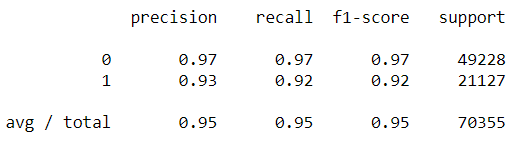 precision recall f1-score support
0 0.97 0.97 0.97 49228
1 0.93 0.92 0.92 21127
avg / total 0.95 0.95 0.95 70355